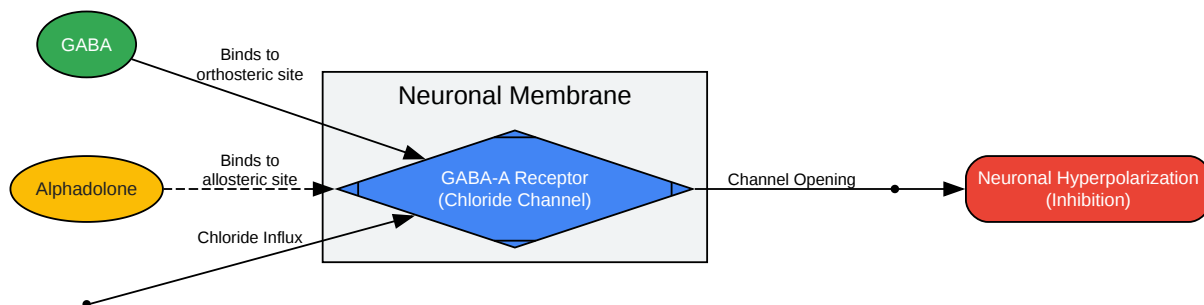 GABA
Binds to
orthosteric site
Neuronal Membrane
Alphadolone
Binds to
allosteric site
GABA-A Receptor
(Chloride Channel)
Channel Opening
Neuronal Hyperpolarization
(Inhibition)
Chloride Influx